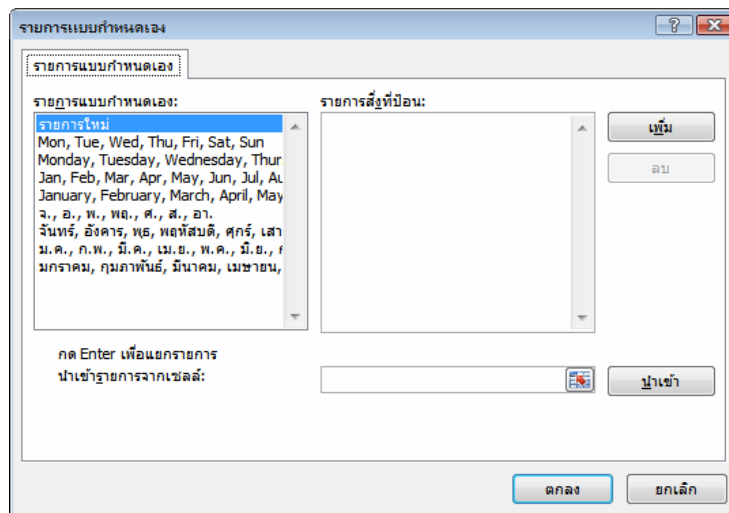 รายการแบบกำหนดเอง
รายการแบบกำหนดเอง
รายการแบบกำหนดเอง:
รายการสิ่งที่ป้อน:
รายการใหม่
Mon, Tue, Wed, Thu, Fri, Sat, Sun
Monday, Tuesday, Wednesday, Thur
Jan, Feb, Mar, Apr, May, Jun, Jul, Au
January, February, March, April, May
จ., อ., พ., พฤ., ศ., ส., อา.
จันทร์, อังคาร, พุธ, พฤหัสบดี, ศุกร์, เสา
ม.ค., ก.พ., มี.ค., เม.ย., พ.ค., มิ.ย., ก
มกราคม, กุมภาพันธ์, มีนาคม, เมษายน,
เพิ่ม
ลบ
กด Enter เพื่อแยกรายการ
นำเข้ารายการจากเซลล์:
นำเข้า
ตกลง
ยกเลิก